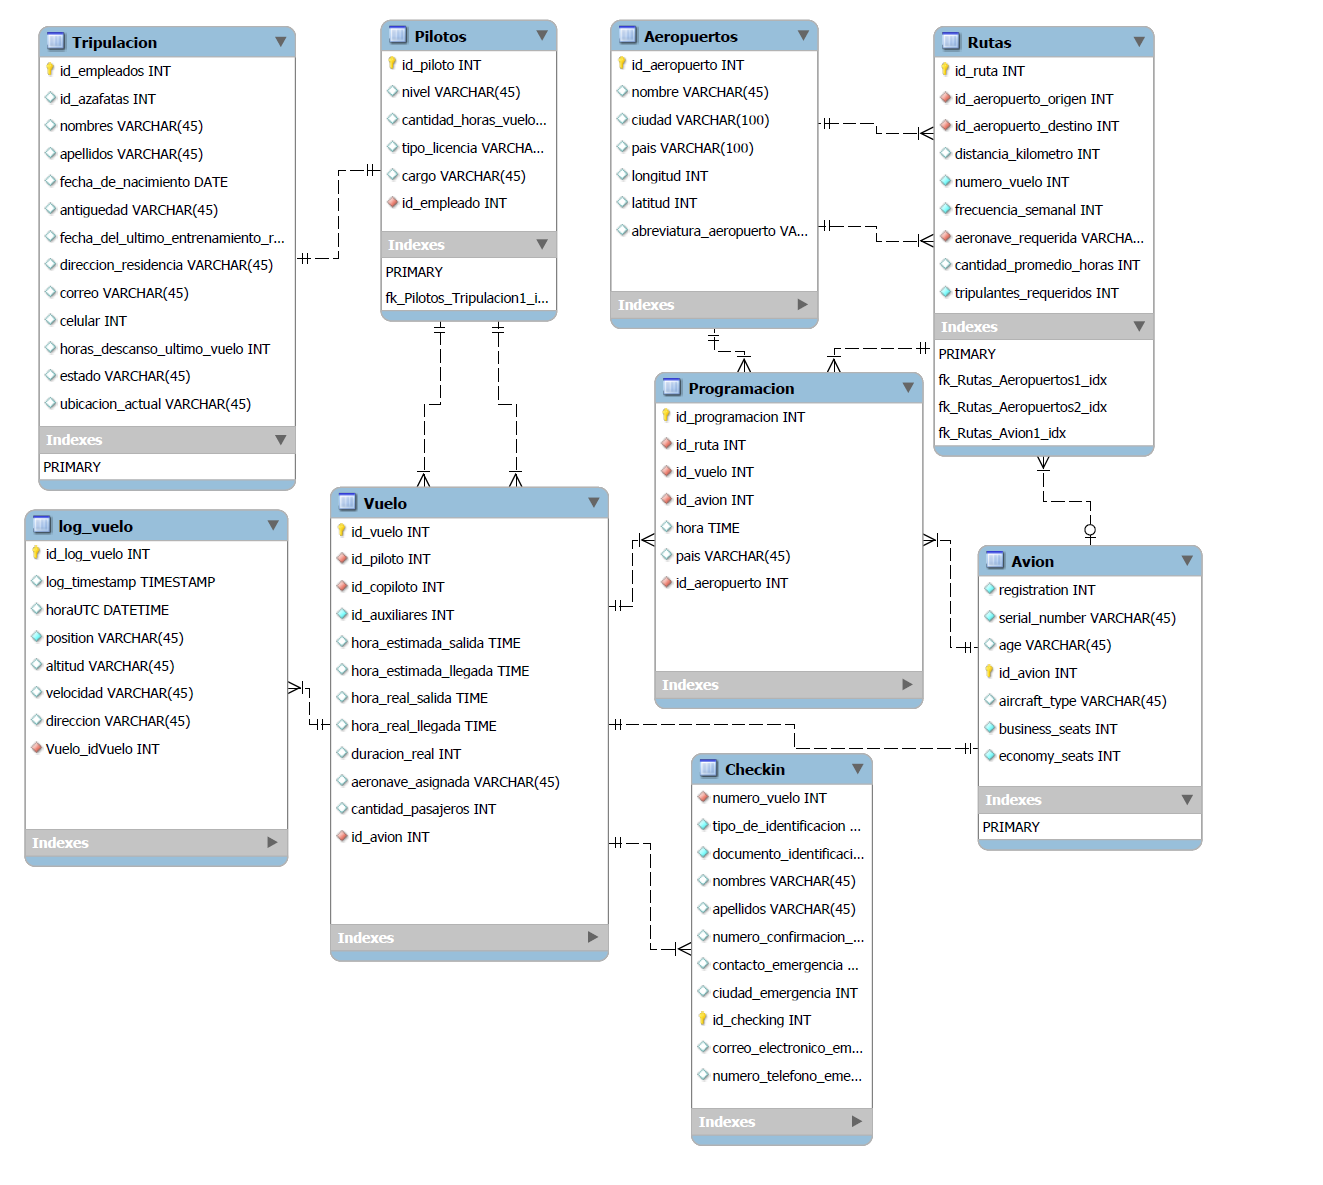 Tripulacion
id_empleados INT
id_azafatas INT
nombres VARCHAR(45)
apellidos VARCHAR(45)
fecha_de_nacimiento DATE
antiguedad VARCHAR(45)
fecha_del_ultimo_entrenamiento_r...
direccion_residencia VARCHAR(45)
correo VARCHAR(45)
celular INT
horas_descanso_ultimo_vuelo INT
estado VARCHAR(45)
ubicacion_actual VARCHAR(45)
Indexes
PRIMARY
Pilotos
id_piloto INT
nivel VARCHAR(45)
cantidad_horas_vuelo...
tipo_licencia VARCHA...
cargo VARCHAR(45)
id_empleado INT
Indexes
PRIMARY
fk_Pilotos_Tripulacion1_i...
Aeropuertos
id_aeropuerto INT
nombre VARCHAR(45)
ciudad VARCHAR(100)
pais VARCHAR(100)
longitud INT
latitud INT
abreviatura_aeropuerto VA...
Indexes
Rutas
id_ruta INT
id_aeropuerto_origen INT
id_aeropuerto_destino INT
distancia_kilometro INT
numero_vuelo INT
frecuencia_semanal INT
aeronave_requerida VARCHA...
cantidad_promedio_horas INT
tripulantes_requeridos INT
Indexes
PRIMARY
fk_Rutas_Aeropuertos1_idx
fk_Rutas_Aeropuertos2_idx
fk_Rutas_Avion1_idx
Programacion
id_programacion INT
id_ruta INT
id_vuelo INT
id_avion INT
hora TIME
pais VARCHAR(45)
id_aeropuerto INT
Indexes
log_vuelo
id_log_vuelo INT
log_timestamp TIMESTAMP
horaUTC DATETIME
position VARCHAR(45)
altitud VARCHAR(45)
velocidad VARCHAR(45)
direccion VARCHAR(45)
Vuelo_idVuelo INT
Indexes
Vuelo
id_vuelo INT
id_piloto INT
id_copiloto INT
id_auxiliares INT
hora_estimada_salida TIME
hora_estimada_llegada TIME
hora_real_salida TIME
hora_real_llegada TIME
duracion_real INT
aeronave_asignada VARCHAR(45)
cantidad_pasajeros INT
id_avion INT
Indexes
Avion
registration INT
serial_number VARCHAR(45)
age VARCHAR(45)
id_avion INT
aircraft_type VARCHAR(45)
business_seats INT
economy_seats INT
Indexes
PRIMARY
Checkin
numero_vuelo INT
tipo_de_identificacion ...
documento_identificaci...
nombres VARCHAR(45)
apellidos VARCHAR(45)
numero_confirmacion_...
contacto_emergencia ...
ciudad_emergencia INT
id_checking INT
correo_electronico_em...
numero_telefono_eme...
Indexes